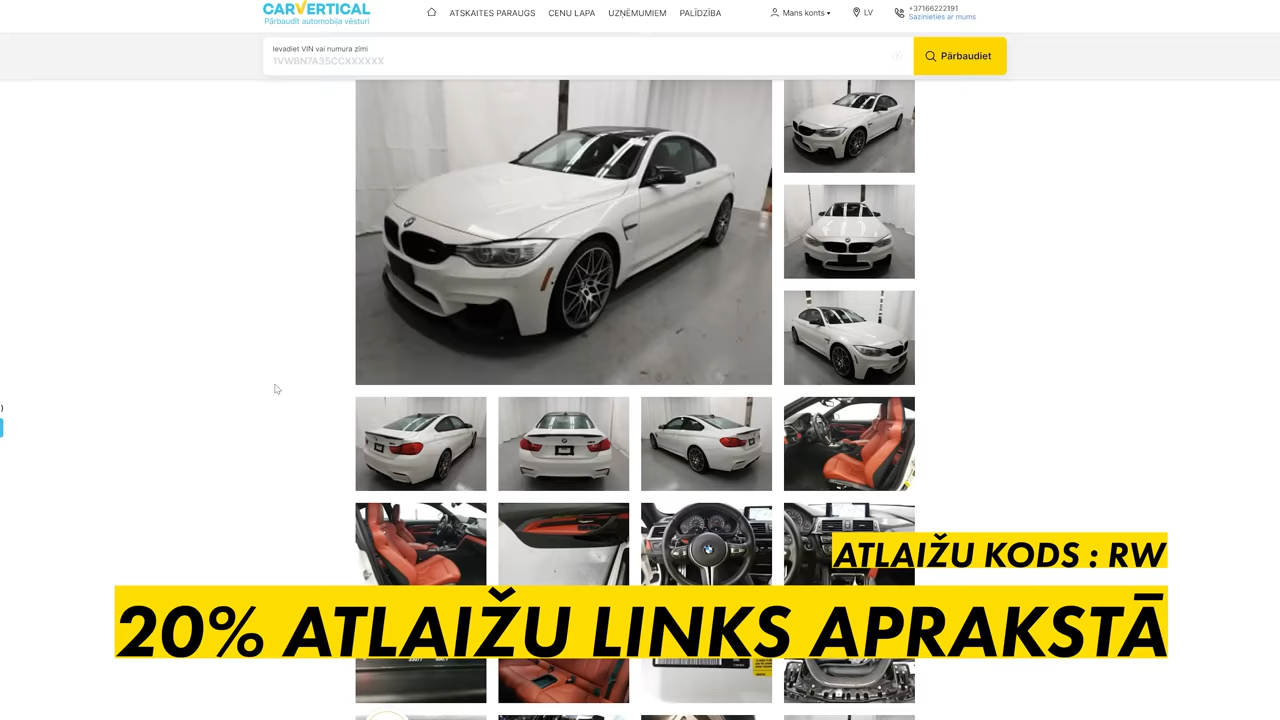 CARVERTICAL
Pārbaudīt automobiļa vēsturi
ATSKAITES PARAUGS
CENU LAPA
UZŅĒMUMIEM
PALĪDZĪBA
Mans konts
LV
+37166222191
Sazinieties ar mums
Ievadiet VIN vai numura zīmi
1VWBN7A35CCXXXXXX
Pārbaudiet
ATLAIŽU KODS : RW
20% ATLAIŽU LINKS APRAKSTĀ